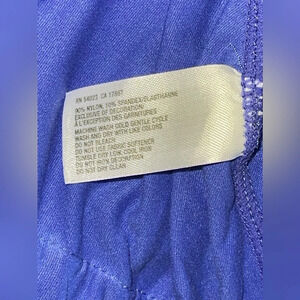 RN 54023 CA 17897
90% NYLON, 10% SPANDEX/ELASTHANNE
EXCLUSIVE OF DECORATION/
À L'EXCEPTION DES GARNITURES
MACHINE WASH COLD GENTLE CYCLE
WASH AND DRY WITH LIKE COLORS
DO NOT BLEACH
DO NOT USE FABRIC SOFTENER
TUMBLE DRY LOW, COOL IRON
DO NOT IRON DECORATION
DO NOT DRY CLEAN